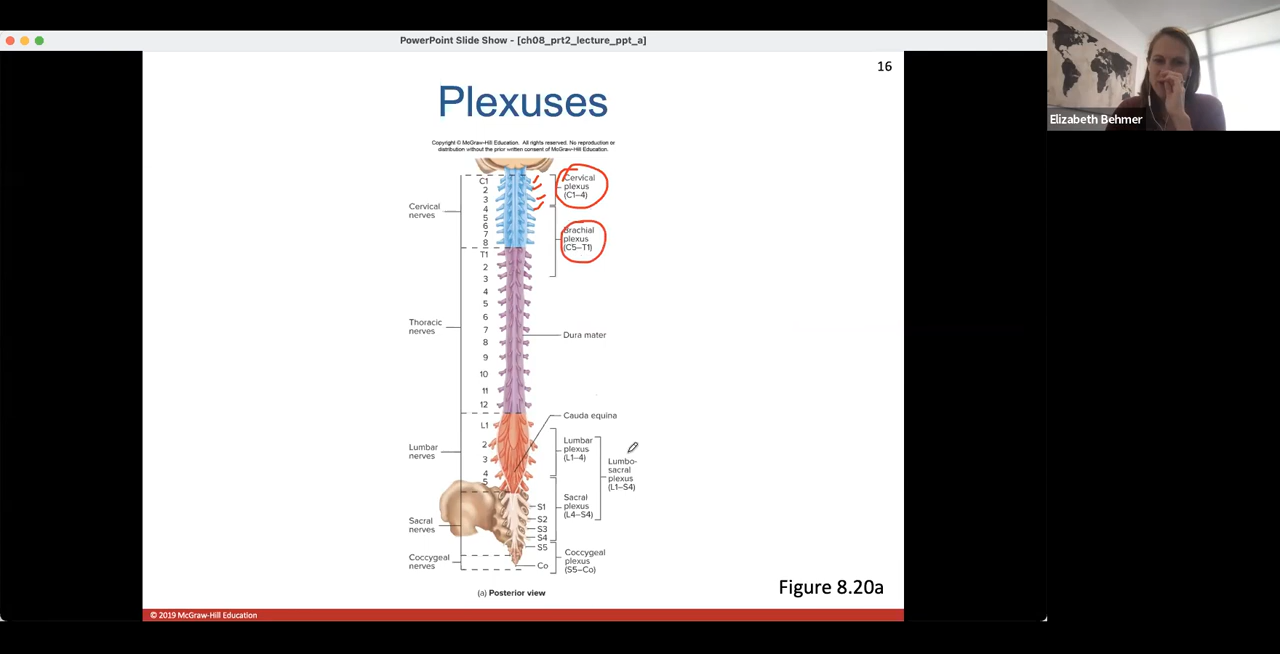 PowerPoint Slide Show - [ch08_prt2_lecture_ppt_a]
Elizabeth Behmer
16
Plexuses
Copyright © McGraw-Hill Education. All rights reserved. No reproduction or
distribution without the prior written consent of McGraw-Hill Education.
Cervical
nerves
C1
2
3
4
5
6
7
8
Cervical
plexus
(C1–4)
Brachial
plexus
(C5–T1)
Thoracic
nerves
T1
2
3
4
5
6
7
8
9
10
11
12
Dura mater
Cauda equina
Lumbar
nerves
L1
2
3
4
5
Lumbar
plexus
(L1–4)
Lumbo-
sacral
plexus
(L1–S4)
Sacral
nerves
S1
S2
S3
S4
S5
Sacral
plexus
(L4–S4)
Coccygeal
nerves
Co
Coccygeal
plexus
(S5–Co)
(a) Posterior view
Figure 8.20a
© 2019 McGraw-Hill Education